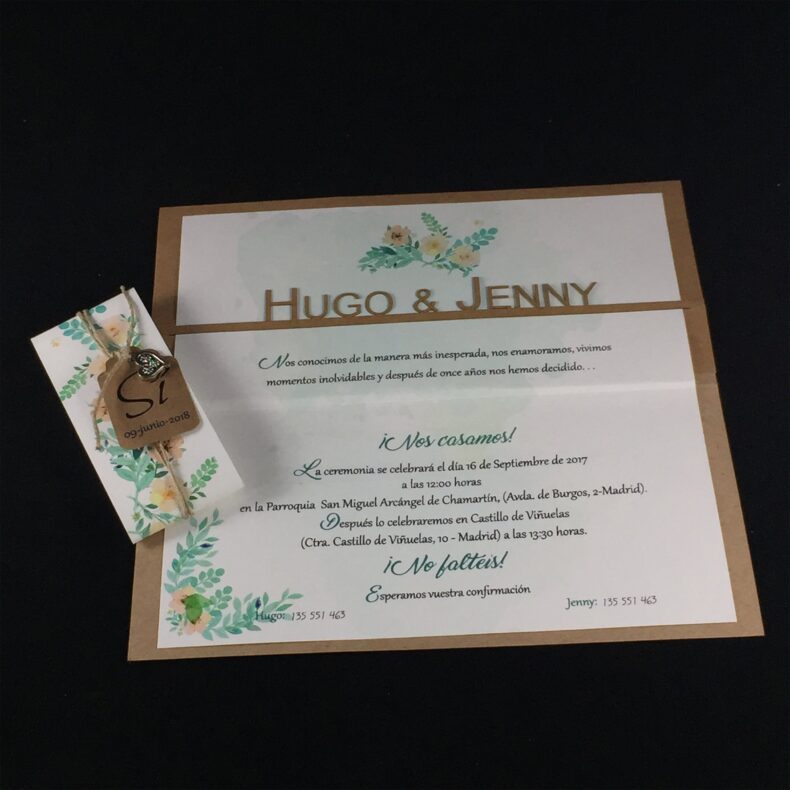 HUGO & JENNY
Nos conocimos de la manera más inesperada, nos enamoramos, vivimos
momentos inolvidables y después de once años nos hemos decidido. . .
¡Nos casamos!
La ceremonia se celebrará el día 16 de Septiembre de 2017
a las 12:00 horas
en la Parroquia San Miguel Arcángel de Chamartín, (Avda. de Burgos, 2-Madrid).
Después lo celebraremos en Castillo de Viñuelas
(Ctra. Castillo de Viñuelas, 10 - Madrid) a las 13:30 horas.
¡No faltéis!
Esperamos vuestra confirmación
Hugo: 135 551 463
Jenny: 135 551 463
Sí
09-junio-2018